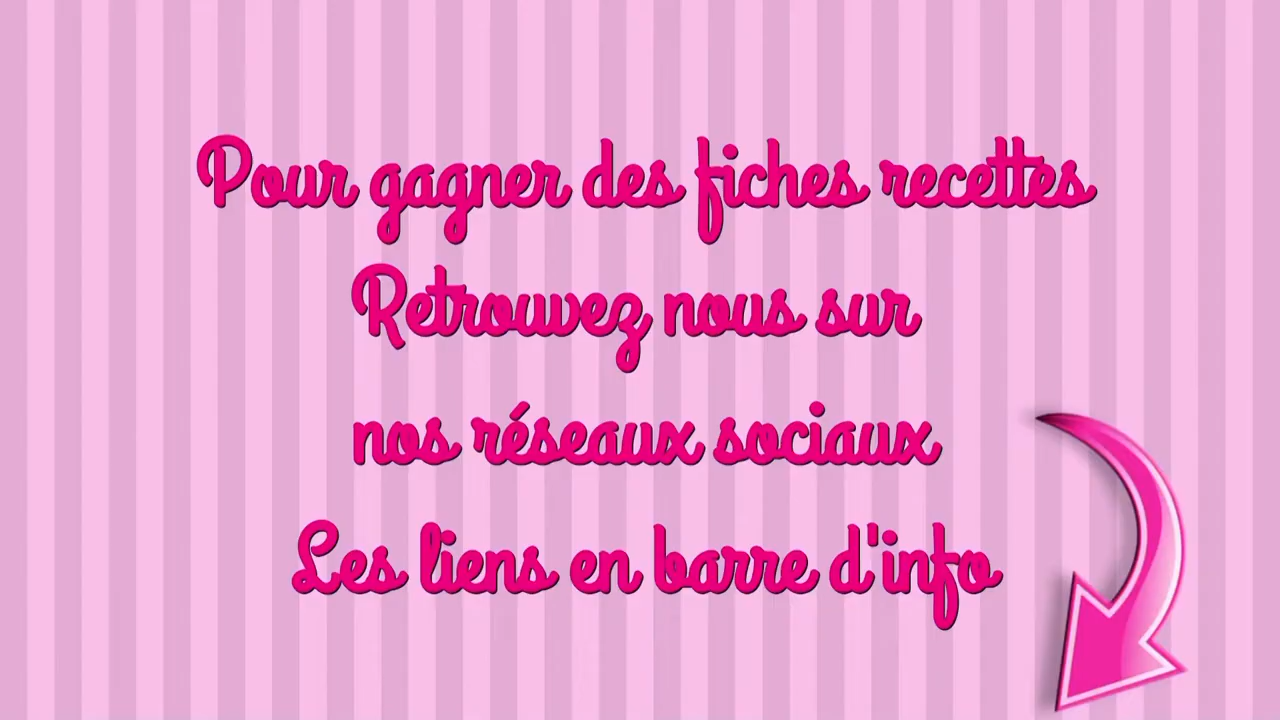 Pour gagner des fiches recettes
Retrouvez nous sur
nos réseaux sociaux
Les liens en barre d'info